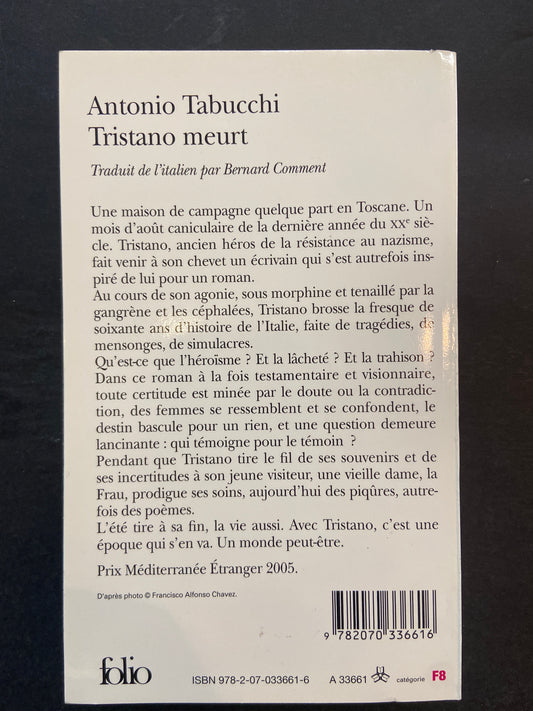 Antonio Tabucchi
Tristano meurt
Traduit de l'italien par Bernard Comment
Une maison de campagne quelque part en Toscane. Un
mois d'août caniculaire de la dernière année du XXe siè-
cle. Tristano, ancien héros de la résistance au nazisme,
fait venir à son chevet un écrivain qui s'est autrefois ins-
piré de lui pour un roman.
Au cours de son agonie, sous morphine et tenaillé par la
gangrène et les céphalées, Tristano brosse la fresque de
soixante ans d'histoire de l'Italie, faite de tragédies, de
mensonges, de simulacres.
Qu'est-ce que l'héroïsme ? Et la lâcheté ? Et la trahison ?
Dans ce roman à la fois testamentaire et visionnaire,
toute certitude est minée par le doute ou la contradic-
tion, des femmes se ressemblent et se confondent, le
destin bascule pour un rien, et une question demeure
lancinante : qui témoigne pour le témoin ?
Pendant que Tristano tire le fil de ses souvenirs et de
ses incertitudes à son jeune visiteur, une vieille dame, la
Frau, prodigue ses soins, aujourd'hui des piqûres, autre-
fois des poèmes.
L'été tire à sa fin, la vie aussi. Avec Tristano, c'est une
époque qui s'en va. Un monde peut-être.
Prix Méditerranée Étranger 2005.
D'après photo © Francisco Alfonso Chavez.
9 782070 336616
folio
ISBN 978-2-07-033661-6 A 33661 catégorie F8